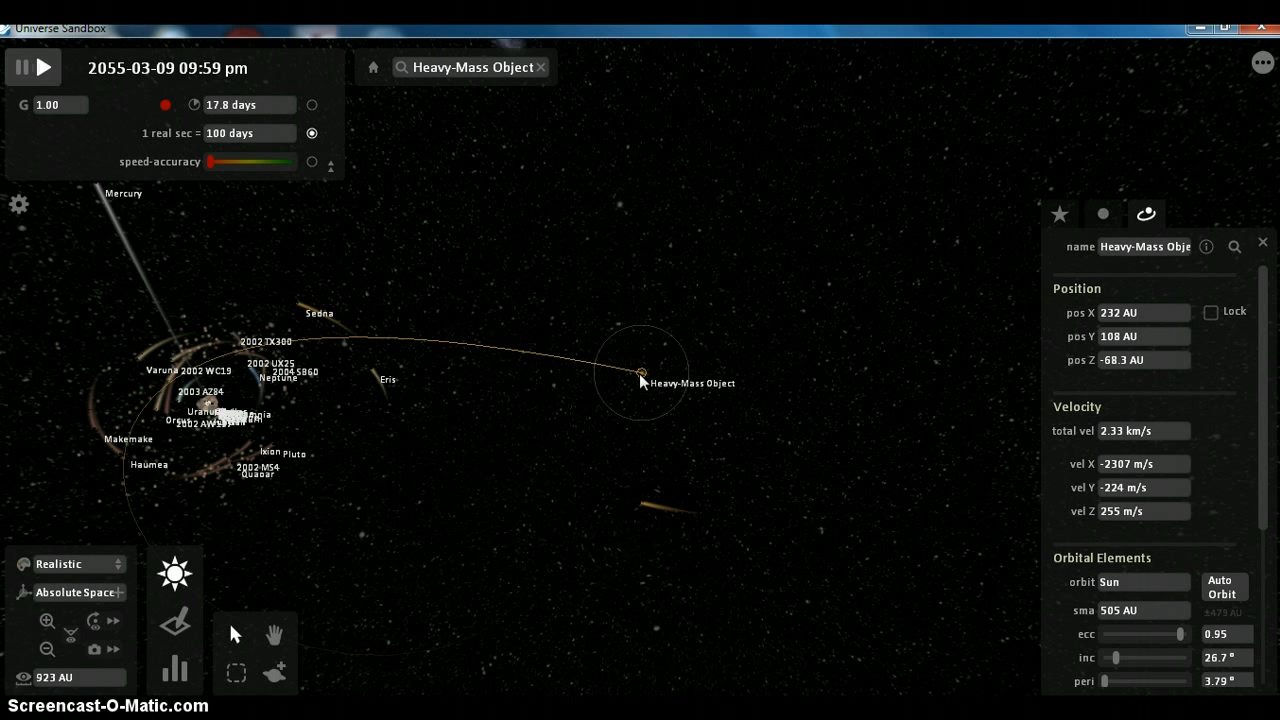 Universe Sandbox
2055-03-09 09:59 pm
Heavy-Mass Object
G 1.00
17.8 days
1 real sec = 100 days
speed-accuracy
Mercury
name Heavy-Mass Obje
Position
pos X 232 AU
Lock
pos Y 108 AU
pos Z -68.3 AU
Sedna
2002 TX300
2002 UX25
Varuna 2002 WC19
2004 SB60
Neptune
Eris
Heavy-Mass Object
2003 AZ84
Velocity
Makemake
total vel 2.33 km/s
Ixion Pluto
Haumea
vel X -2307 m/s
2002 MS4
Quaoar
vel Y -224 m/s
vel Z 255 m/s
Orbital Elements
Realistic
orbit Sun
Auto
Orbit
Absolute Space
sma 505 AU
±479 AU
ecc 0.95
inc 26.7 °
923 AU
peri 3.79 °
Screencast-O-Matic.com